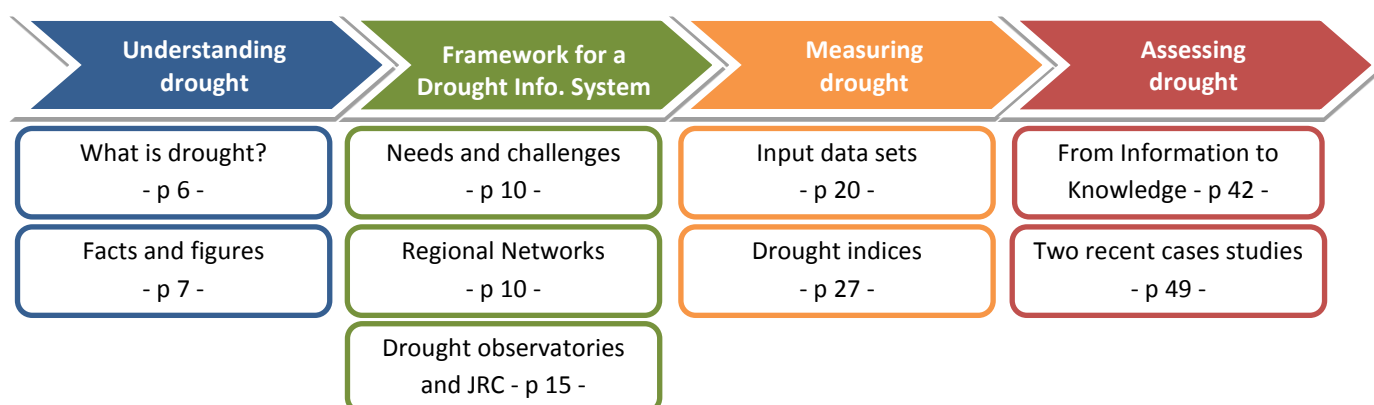 Understanding
drought
Framework for a
Drought Info. System
Measuring
drought
Assessing
drought
What is drought?
- p 6 -
Needs and challenges
- p 10 -
Input data sets
- p 20 -
From Information to
Knowledge - p 42 -
Facts and figures
- p 7 -
Regional Networks
- p 10 -
Drought indices
- p 27 -
Two recent cases studies
- p 49 -
Drought observatories
and JRC - p 15 -